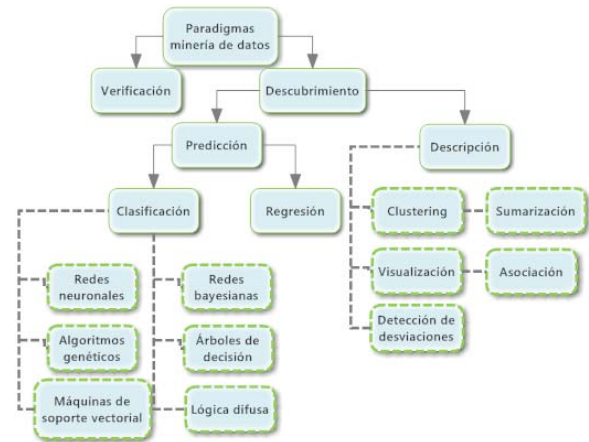 Paradigmas
minería de datos
Verificación
Descubrimiento
Predicción
Descripción
Clasificación
Regresión
Clustering
Sumarización
Visualización
Asociación
Detección de
desviaciones
Redes
neuronales
Redes
bayesianas
Algoritmos
genéticos
Árboles de
decisión
Máquinas de
soporte vectorial
Lógica difusa